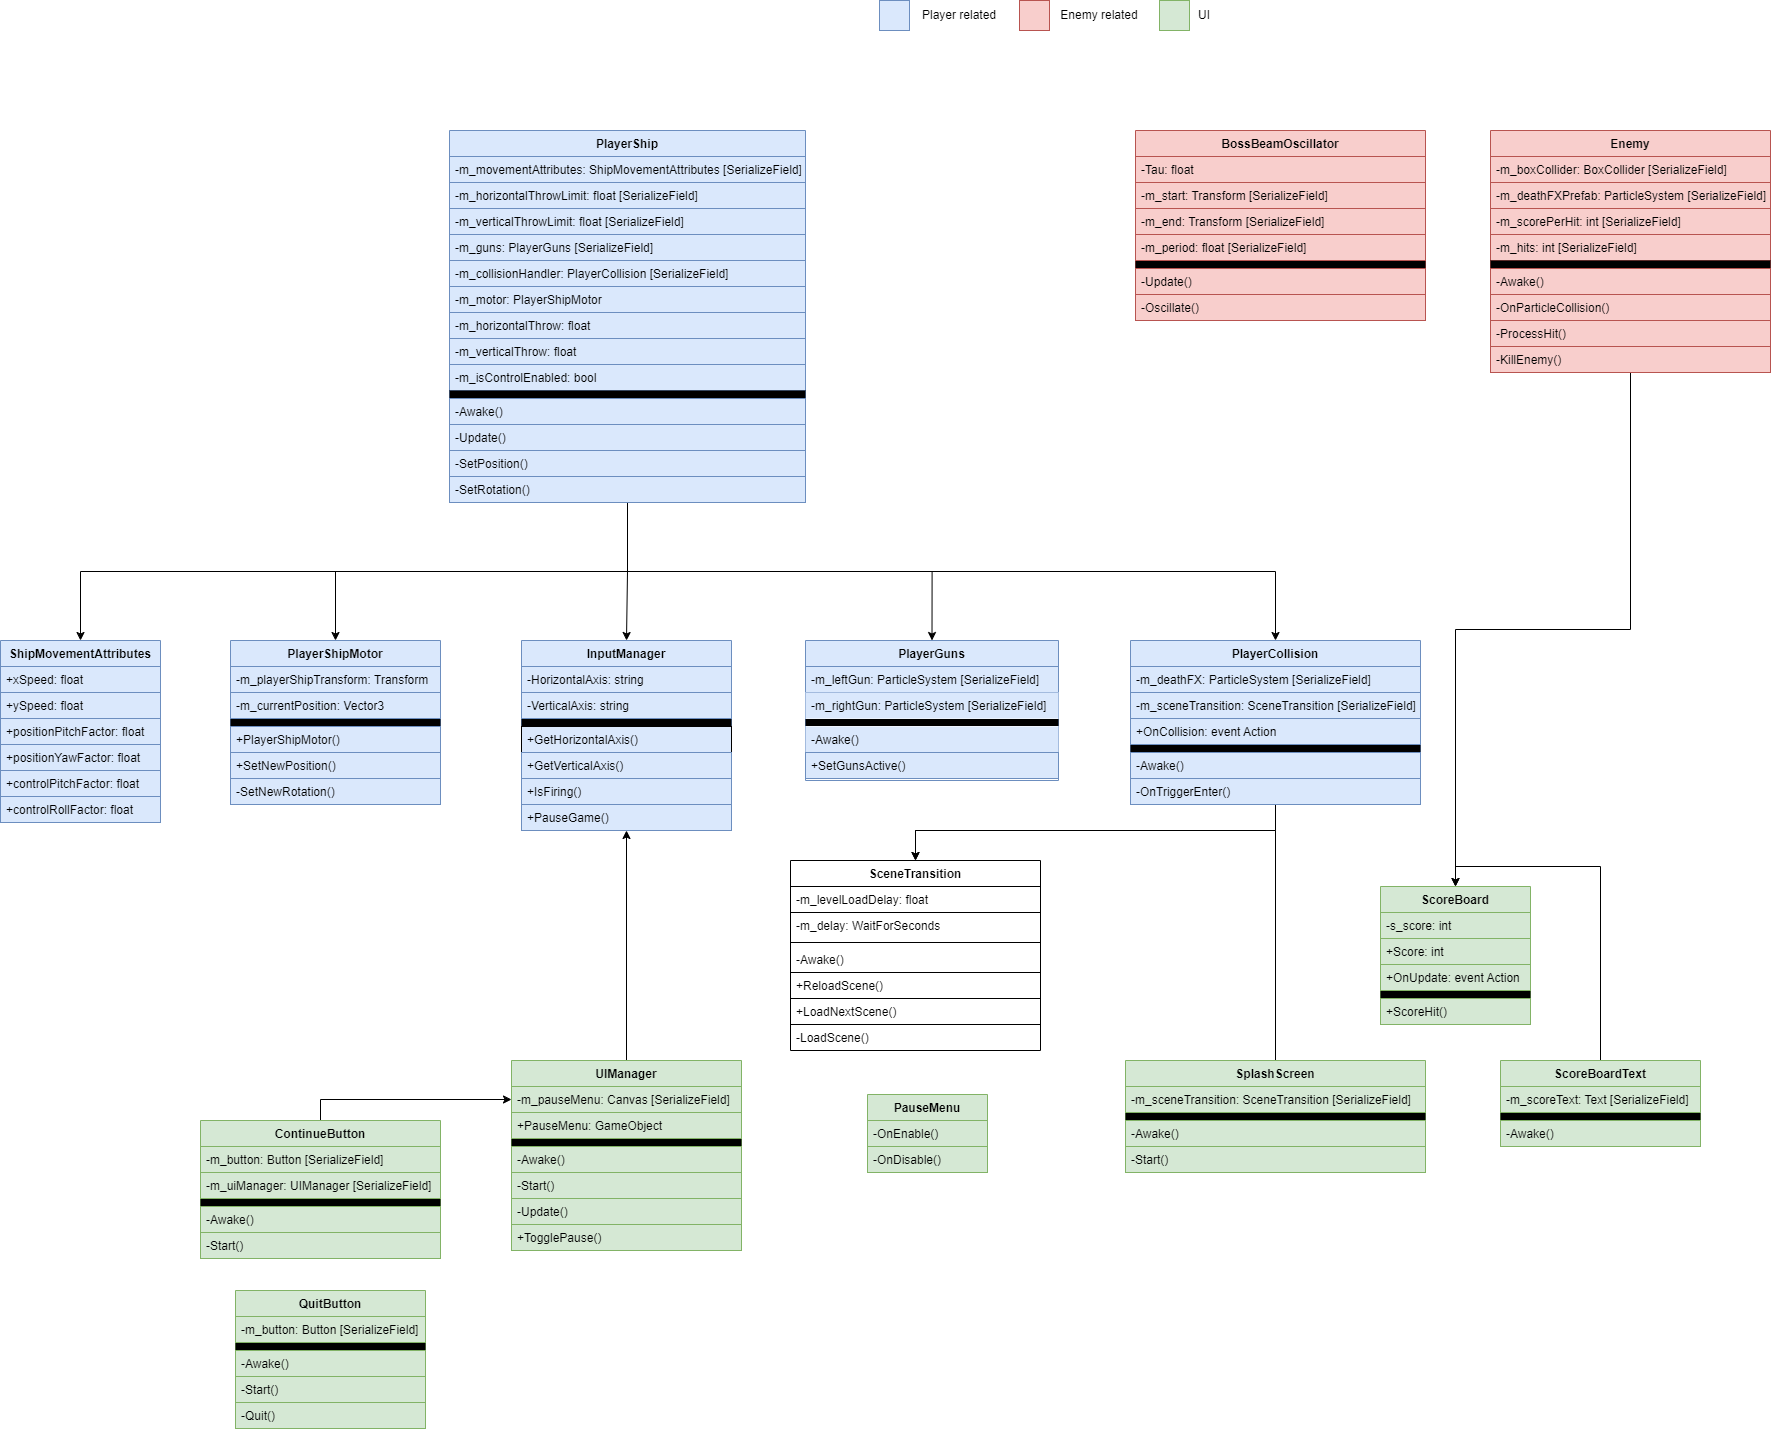 Player related
Enemy related
UI
PlayerShip
-m_movementAttributes: ShipMovementAttributes [SerializeField]
-m_horizontalThrowLimit: float [SerializeField]
-m_verticalThrowLimit: float [SerializeField]
-m_guns: PlayerGuns [SerializeField]
-m_collisionHandler: PlayerCollision [SerializeField]
-m_motor: PlayerShipMotor
-m_horizontalThrow: float
-m_verticalThrow: float
-m_isControlEnabled: bool
-Awake()
-Update()
-SetPosition()
-SetRotation()
BossBeamOscillator
-Tau: float
-m_start: Transform [SerializeField]
-m_end: Transform [SerializeField]
-m_period: float [SerializeField]
-Update()
-Oscillate()
Enemy
-m_boxCollider: BoxCollider [SerializeField]
-m_deathFXPrefab: ParticleSystem [SerializeField]
-m_scorePerHit: int [SerializeField]
-m_hits: int [SerializeField]
-Awake()
-OnParticleCollision()
-ProcessHit()
-KillEnemy()
ShipMovementAttributes
+xSpeed: float
+ySpeed: float
+positionPitchFactor: float
+positionYawFactor: float
+controlPitchFactor: float
+controlRollFactor: float
PlayerShipMotor
-m_playerShipTransform: Transform
-m_currentPosition: Vector3
+PlayerShipMotor()
+SetNewPosition()
-SetNewRotation()
InputManager
-HorizontalAxis: string
-VerticalAxis: string
+GetHorizontalAxis()
+GetVerticalAxis()
+IsFiring()
+PauseGame()
PlayerGuns
-m_leftGun: ParticleSystem [SerializeField]
-m_rightGun: ParticleSystem [SerializeField]
-Awake()
+SetGunsActive()
PlayerCollision
-m_deathFX: ParticleSystem [SerializeField]
-m_sceneTransition: SceneTransition [SerializeField]
+OnCollision: event Action
-Awake()
-OnTriggerEnter()
SceneTransition
-m_levelLoadDelay: float
-m_delay: WaitForSeconds
-Awake()
+ReloadScene()
+LoadNextScene()
-LoadScene()
ScoreBoard
-s_score: int
+Score: int
+OnUpdate: event Action
+ScoreHit()
UIManager
-m_pauseMenu: Canvas [SerializeField]
+PauseMenu: GameObject
-Awake()
-Start()
-Update()
+TogglePause()
PauseMenu
-OnEnable()
-OnDisable()
SplashScreen
-m_sceneTransition: SceneTransition [SerializeField]
-Awake()
-Start()
ScoreBoardText
-m_scoreText: Text [SerializeField]
-Awake()
ContinueButton
-m_button: Button [SerializeField]
-m_uiManager: UIManager [SerializeField]
-Awake()
-Start()
QuitButton
-m_button: Button [SerializeField]
-Awake()
-Start()
-Quit()